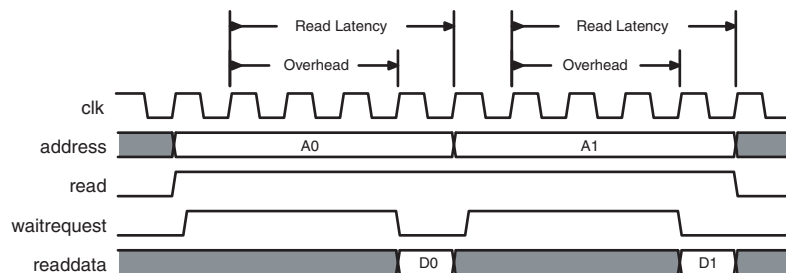 Read Latency Read Latency
Overhead Overhead
clk
address A0 A1
read
waitrequest
readdata D0 D1